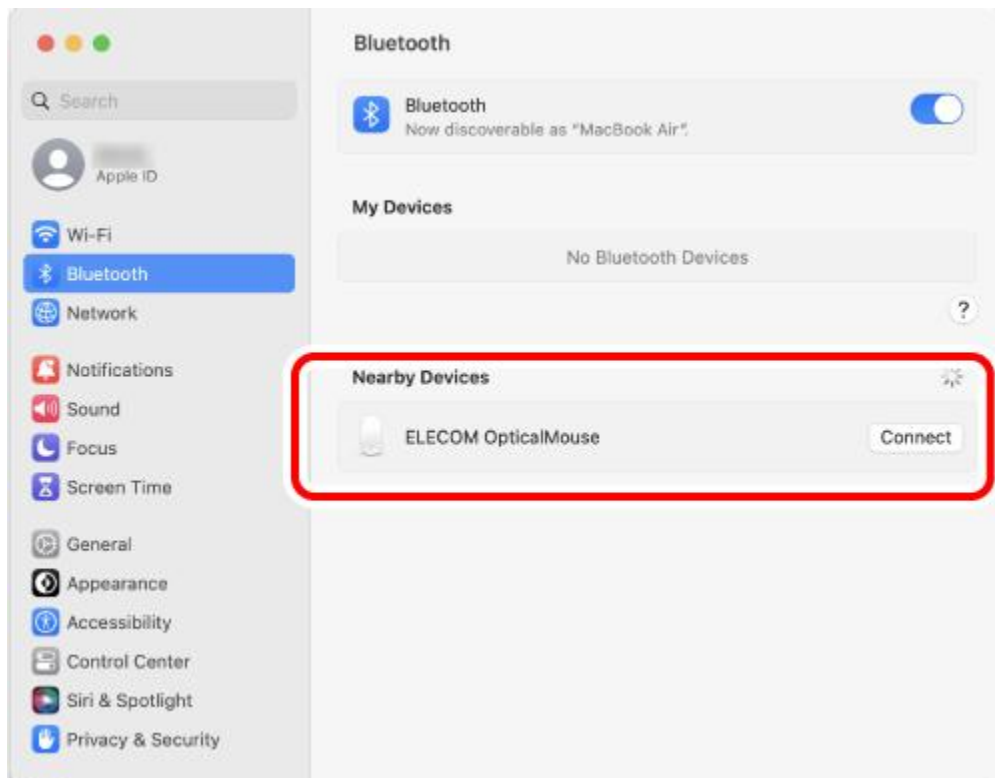 Search
Apple ID
Wi-Fi
Bluetooth
Network
Notifications
Sound
Focus
Screen Time
General
Appearance
Accessibility
Control Center
Siri & Spotlight
Privacy & Security
Bluetooth
Bluetooth
Now discoverable as “MacBook Air”.
My Devices
No Bluetooth Devices
?
Nearby Devices
ELECOM OpticalMouse
Connect